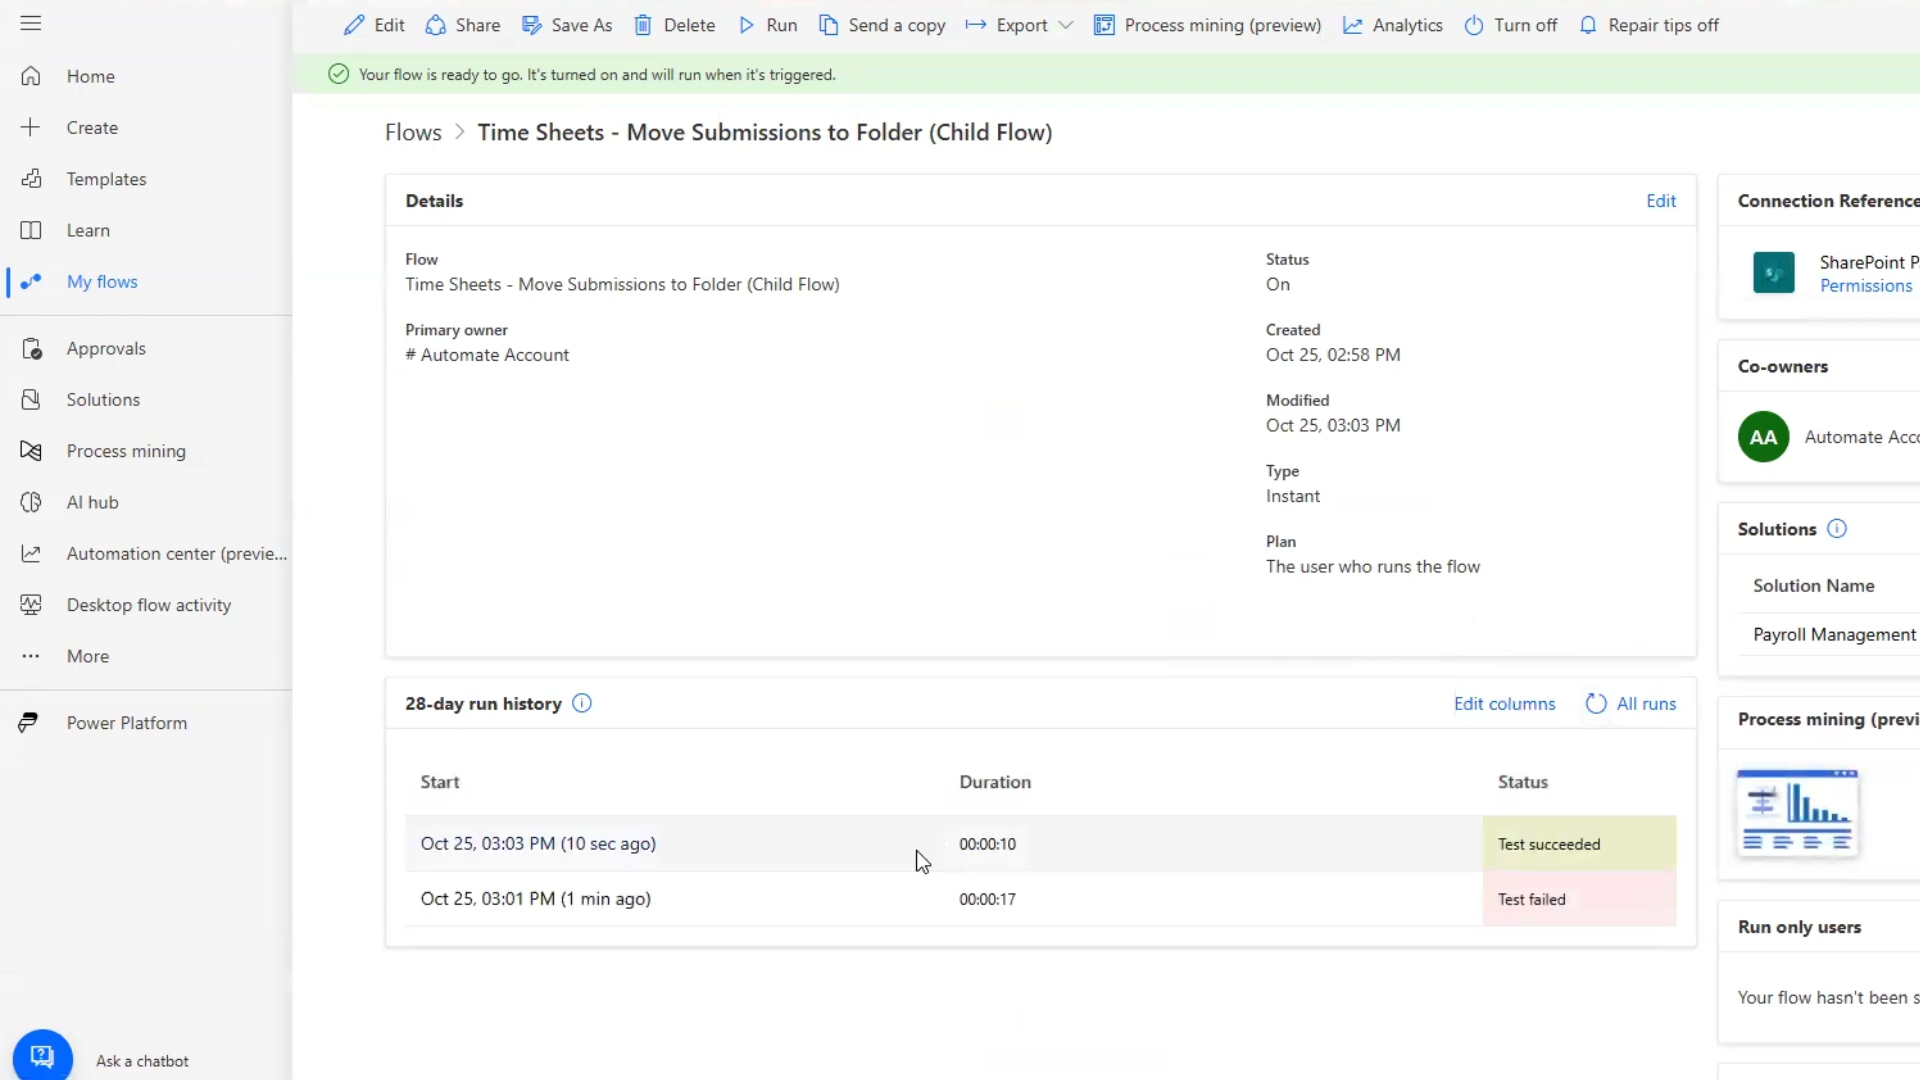 Edit
Share
Save As
Delete
Run
Send a copy
Export
Process mining (preview)
Analytics
Turn off
Repair tips off
Your flow is ready to go. It's turned on and will run when it's triggered.
Home
Create
Templates
Learn
My flows
Approvals
Solutions
Process mining
AI hub
Automation center (previe...
Desktop flow activity
More
Power Platform
Ask a chatbot
Flows > Time Sheets - Move Submissions to Folder (Child Flow)
Details
Edit
Flow
Time Sheets - Move Submissions to Folder (Child Flow)
Primary owner
# Automate Account
Status
On
Created
Oct 25, 02:58 PM
Modified
Oct 25, 03:03 PM
Type
Instant
Plan
The user who runs the flow
28-day run history
Edit columns
All runs
Start Duration Status
Oct 25, 03:03 PM (10 sec ago) 00:00:10 Test succeeded
Oct 25, 03:01 PM (1 min ago) 00:00:17 Test failed
Connection Reference
SharePoint P
Permissions
Co-owners
AA
Automate Acc
Solutions
Solution Name
Payroll Management
Process mining (previ
Run only users
Your flow hasn't been s